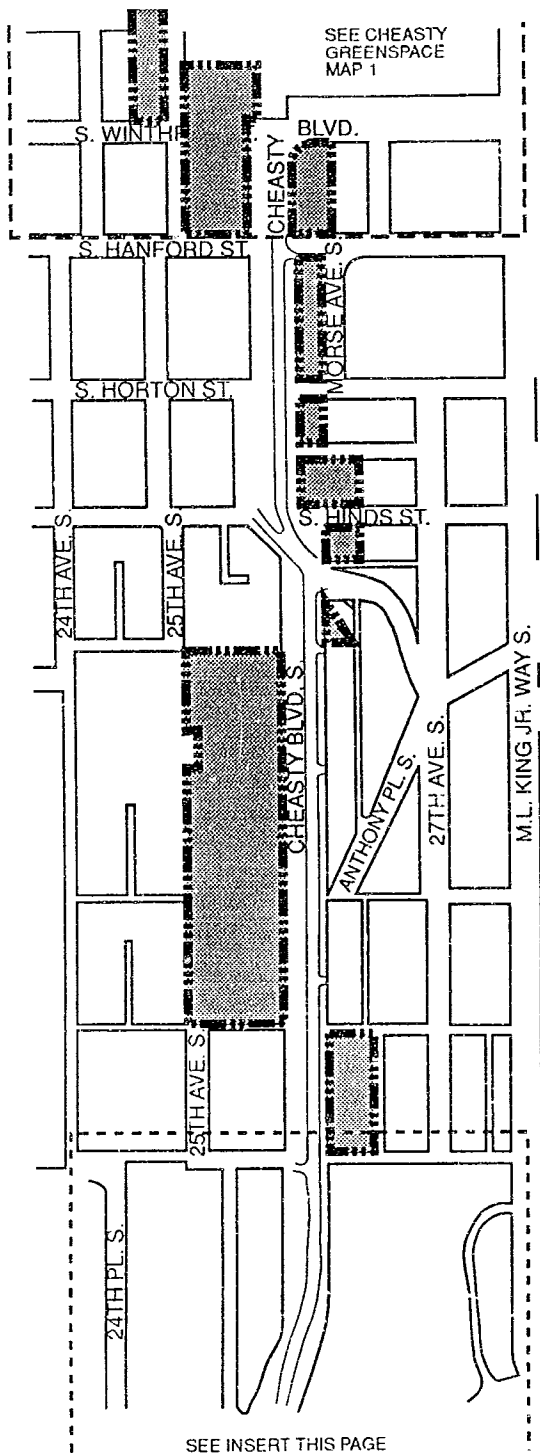 SEE CHEASTY
GREENSPACE
MAP 1
S. WINTHR
BLVD.
CHEASTY
S. HANFORD ST.
MORSE AVE. S.
S. HORTON ST.
S. HINDS ST.
24TH AVE. S.
25TH AVE. S.
CHEASTY BLVD. S.
ANTHONY PL. S.
27TH AVE. S.
M.L. KING JR. WAY S.
25TH AVE. S.
24TH PL. S.
SEE INSERT THIS PAGE